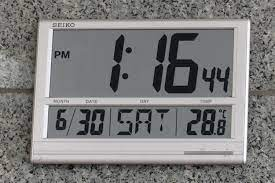 SEIKO
PM 1:16 44
MONTH DATE DAY TEMP
6/30 SAT 28.8 °C